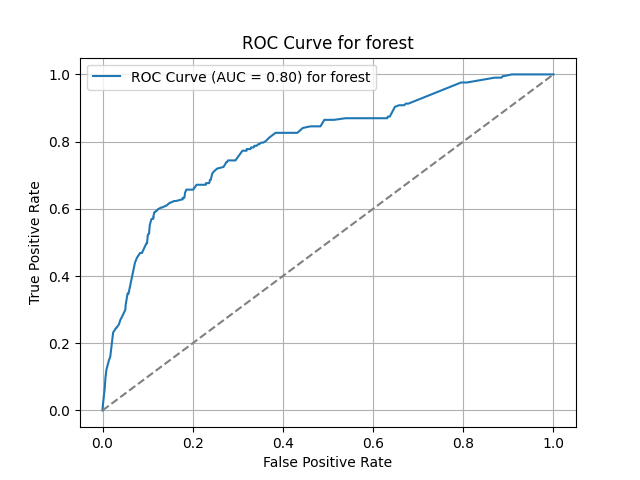 ROC Curve for forest
ROC Curve (AUC = 0.80) for forest
True Positive Rate
1.0
0.8
0.6
0.4
0.2
0.0
0.0 0.2 0.4 0.6 0.8 1.0
False Positive Rate